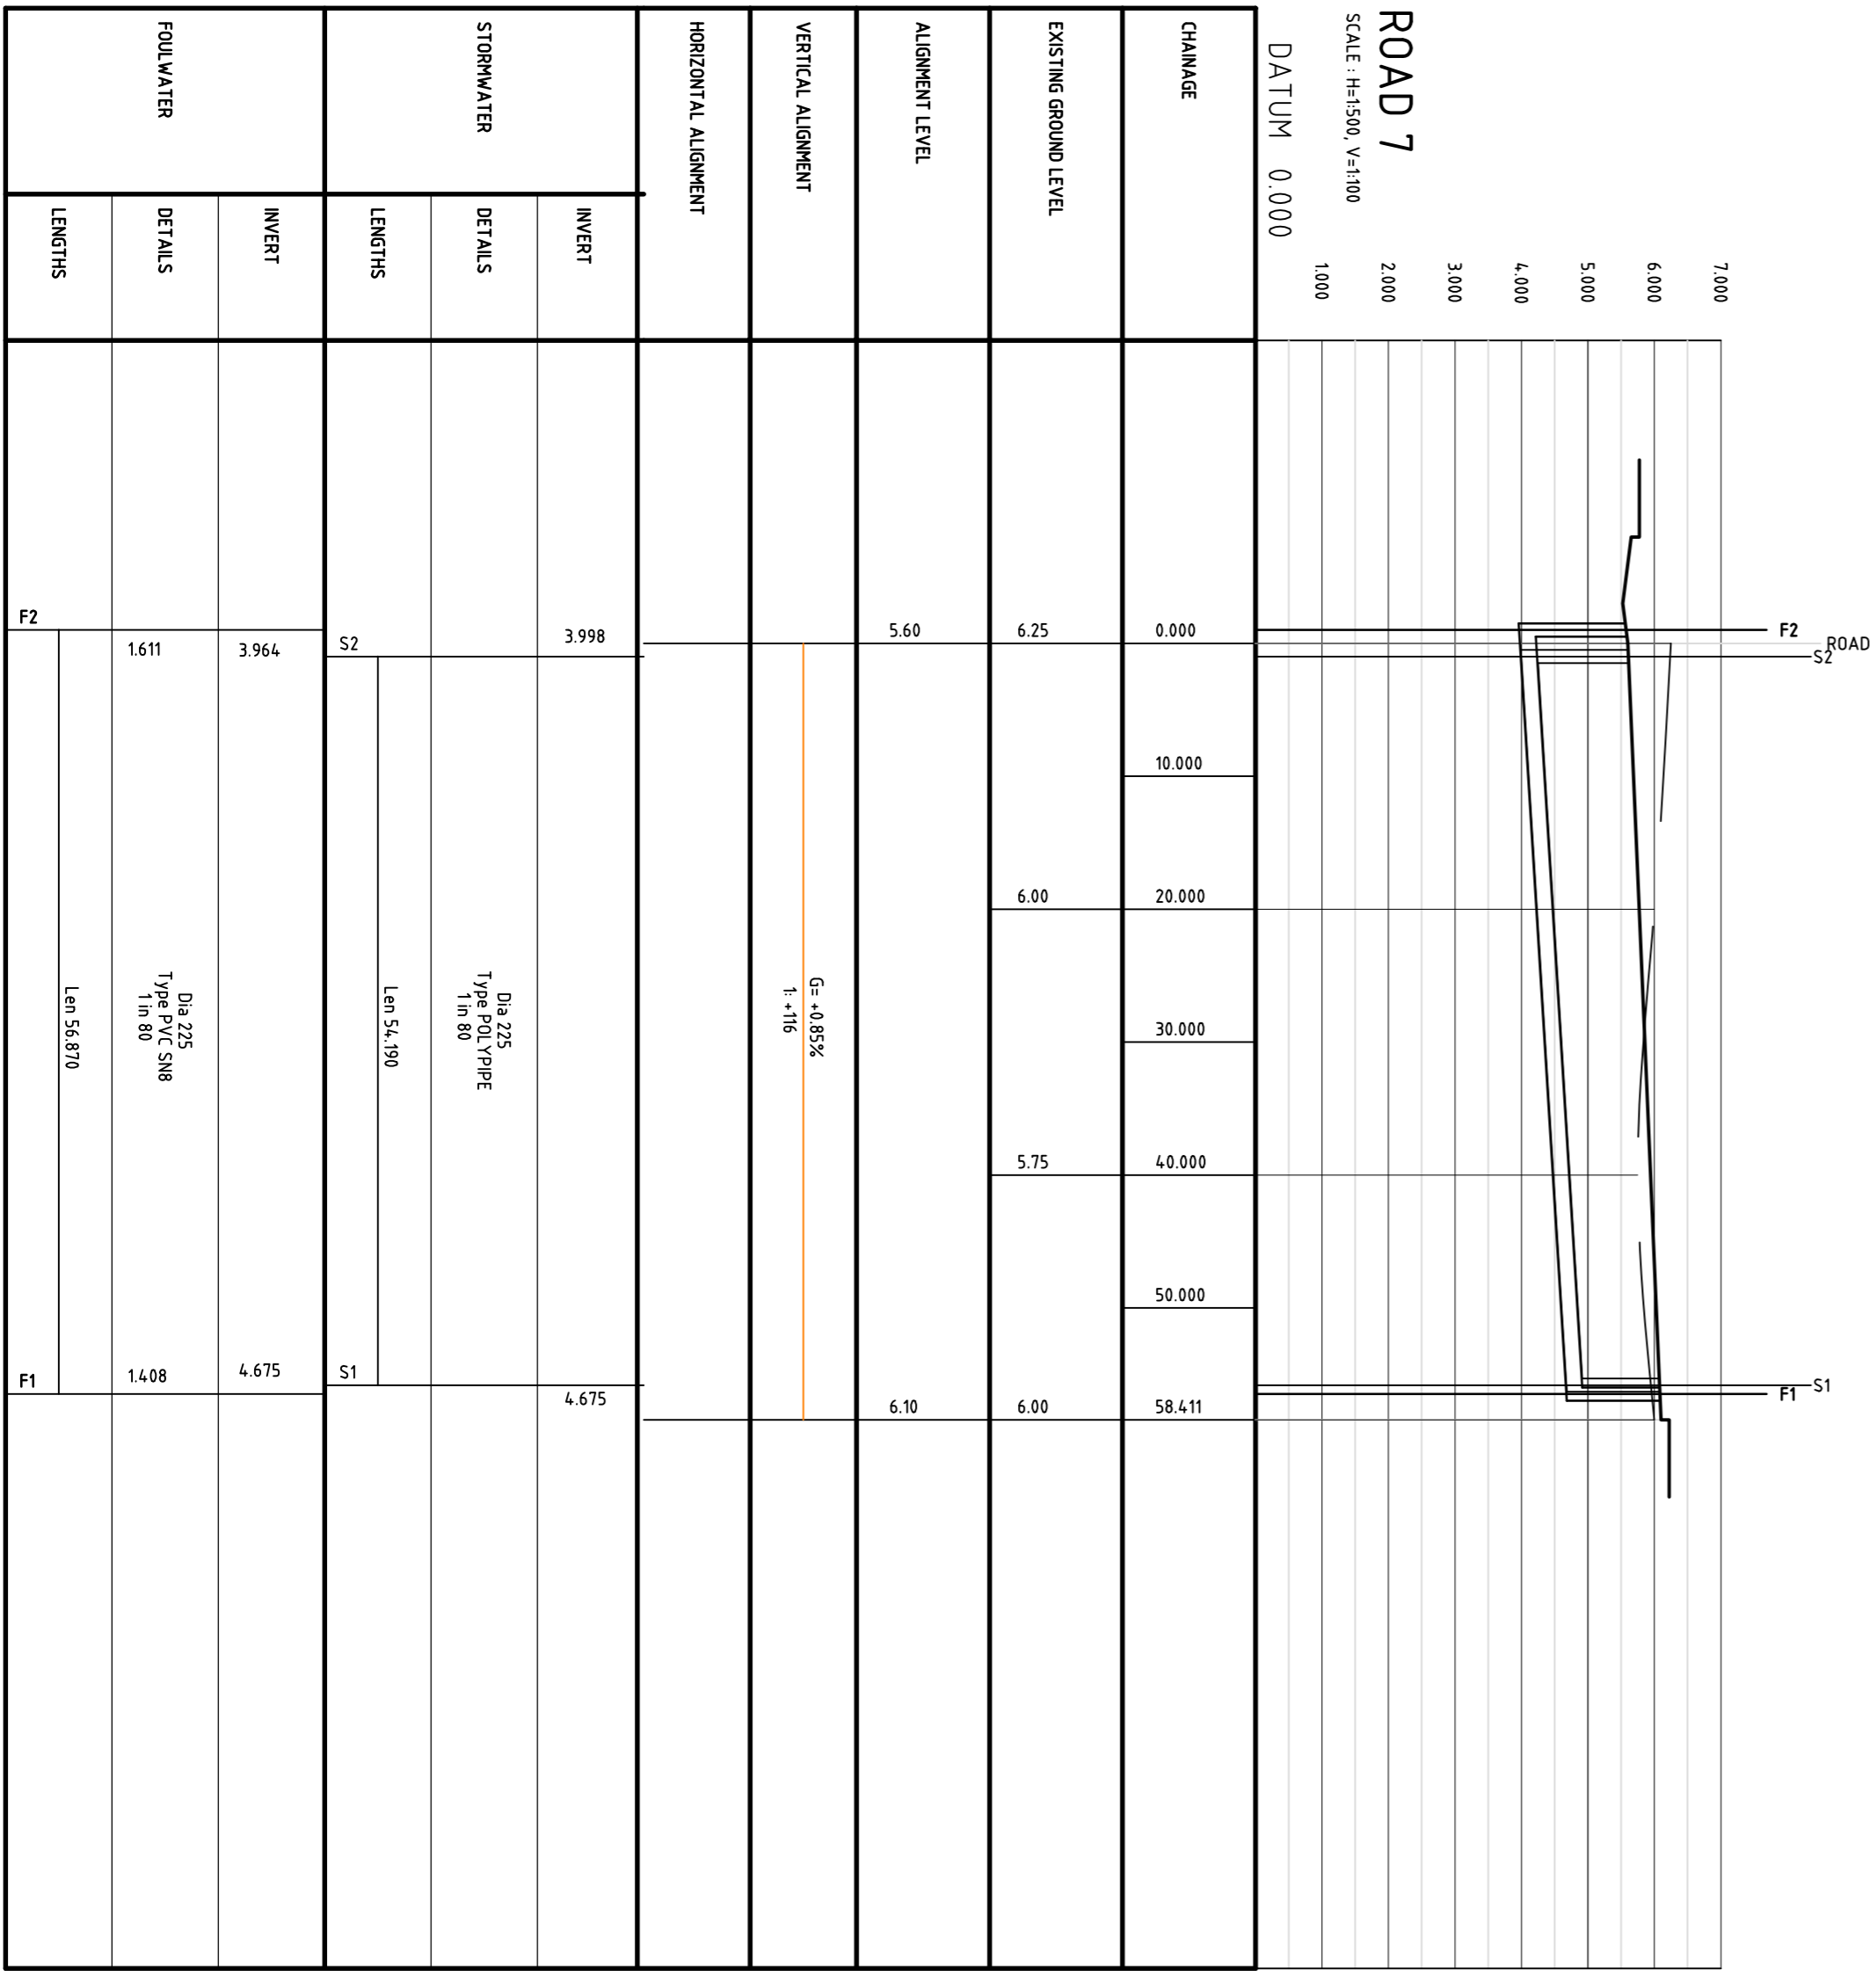 ROAD 7
SCALE : H=1:500, V=1:100
7.000
6.000
5.000
4.000
3.000
2.000
1.000
DATUM 0.000
F2
ROAD
S2
S1
F1
CHAINAGE
0.000
10.000
20.000
30.000
40.000
50.000
58.411
EXISTING GROUND LEVEL
6.25
6.00
5.75
6.00
ALIGNMENT LEVEL
5.60
6.10
VERTICAL ALIGNMENT
G= +0.85%
1: +116
HORIZONTAL ALIGNMENT
STORMWATER
INVERT
3.998
4.675
DETAILS
Dia 225
Type POLYPIPE
1 in 80
LENGTHS
S2
Len 54.190
S1
FOULWATER
INVERT
3.964
4.675
DETAILS
1.611
Dia 225
Type PVC SN8
1 in 80
1.408
LENGTHS
F2
Len 56.870
F1